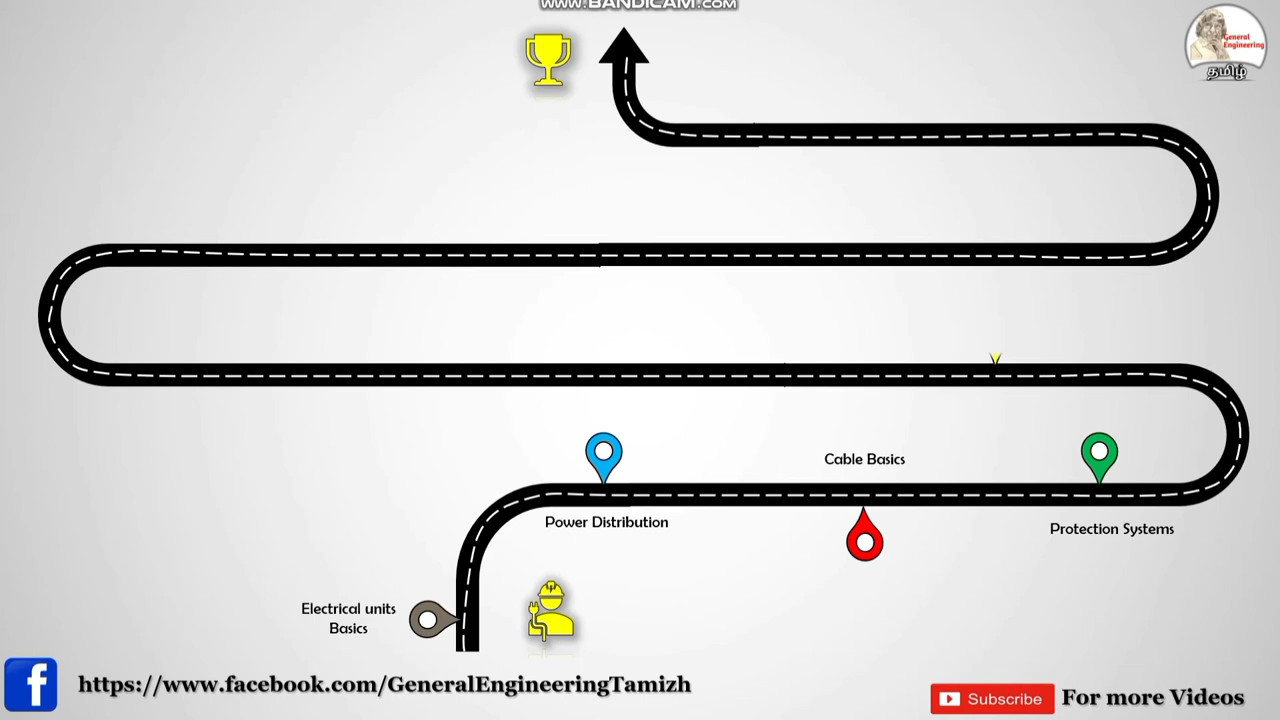 WWW.BANDICAM.COM
General
Engineering
தமிழ்
Cable Basics
Power Distribution
Protection Systems
Electrical units
Basics
https://www.facebook.com/GeneralEngineeringTamizh
Subscribe
For more Videos